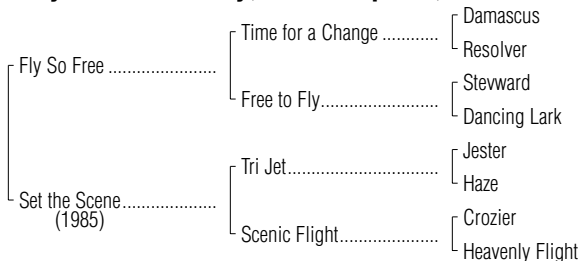 Damascus
Time for a Change ............
Resolver
Fly So Free ......................
Stevward
Free to Fly........................
Dancing Lark
Jester
Tri Jet...............................
Haze
Set the Scene...................
(1985)
Crozier
Scenic Flight....................
Heavenly Flight